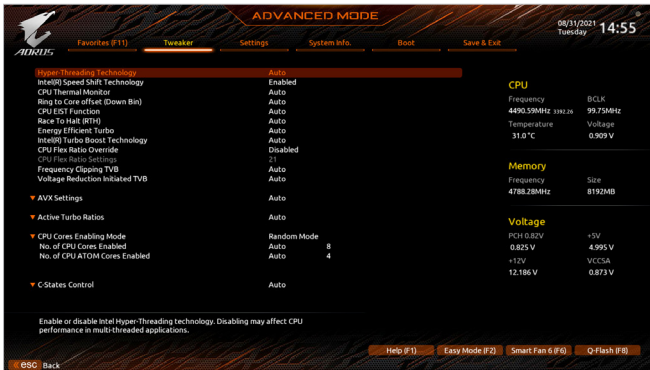 ADVANCED MODE
08/31/2021 Tuesday 14:55
AORUS
Favorites (F11) Tweaker Settings System Info. Boot Save & Exit
Hyper-Threading Technology Auto
Intel(R) Speed Shift Technology Enabled
CPU Thermal Monitor Auto
Ring to Core offset (Down Bin) Auto
CPU EIST Function Auto
Race To Halt (RTH) Auto
Energy Efficient Turbo Auto
Intel(R) Turbo Boost Technology Auto
CPU Flex Ratio Override Disabled
CPU Flex Ratio Settings 21
Frequency Clipping TVB Auto
Voltage Reduction Initiated TVB Auto
AVX Settings Auto
Active Turbo Ratios Auto
CPU Cores Enabling Mode Random Mode
No. of CPU Cores Enabled Auto 8
No. of CPU ATOM Cores Enabled Auto 4
C-States Control Auto
CPU
Frequency BCLK
4490.59MHz 3392.26 99.75MHz
Temperature Voltage
31.0 °C 0.909 V
Memory
Frequency Size
4788.28MHz 8192MB
Voltage
PCH 0.82V +5V
0.825 V 4.995 V
+12V VCCSA
12.186 V 0.873 V
Enable or disable Intel Hyper-Threading technology. Disabling may affect CPU
performance in multi-threaded applications.
Help (F1) Easy Mode (F2) Smart Fan 6 (F6) Q-Flash (F8)
esc Back